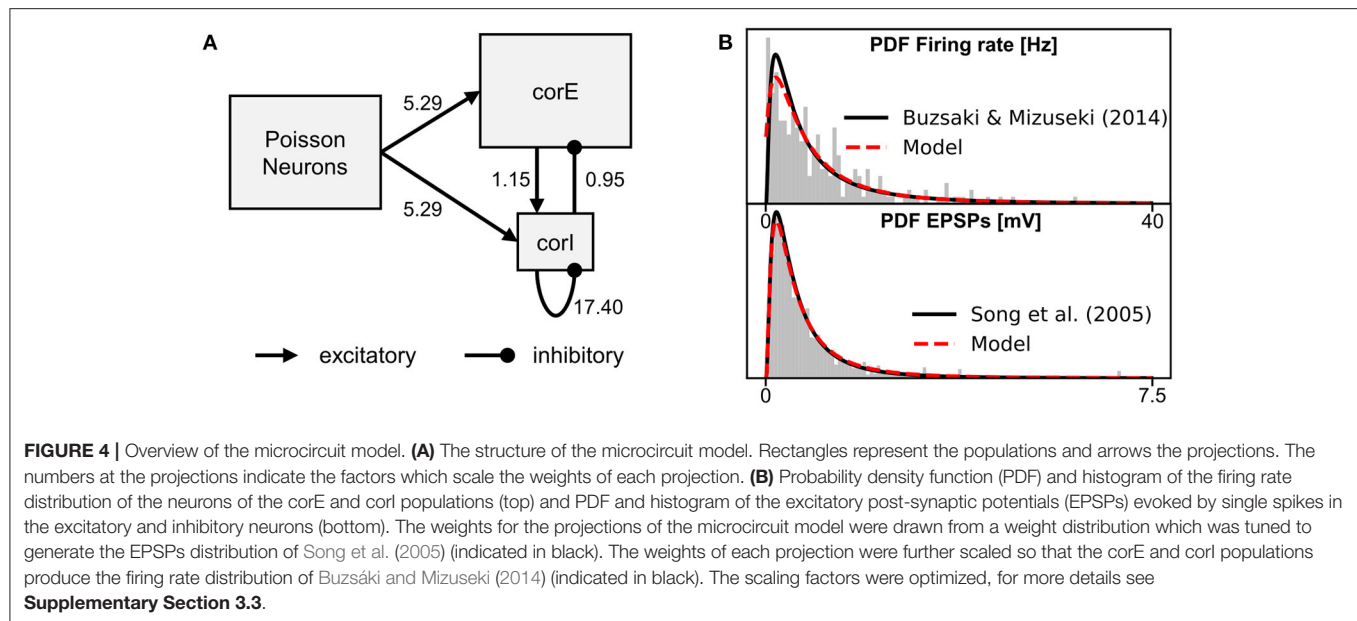 A
Poisson
Neurons
5.29
5.29
corE
1.15
0.95
corI
17.40
excitatory
inhibitory
B
PDF Firing rate [Hz]
Buzsaki & Mizuseki (2014)
Model
0
40
PDF EPSPs [mV]
Song et al. (2005)
Model
0
7.5
FIGURE 4 | Overview of the microcircuit model. (A) The structure of the microcircuit model. Rectangles represent the populations and arrows the projections. The
numbers at the projections indicate the factors which scale the weights of each projection. (B) Probability density function (PDF) and histogram of the firing rate
distribution of the neurons of the corE and corI populations (top) and PDF and histogram of the excitatory post-synaptic potentials (EPSPs) evoked by single spikes in
the excitatory and inhibitory neurons (bottom). The weights for the projections of the microcircuit model were drawn from a weight distribution which was tuned to
generate the EPSPs distribution of Song et al. (2005) (indicated in black). The weights of each projection were further scaled so that the corE and corI populations
produce the firing rate distribution of Buzsáki and Mizuseki (2014) (indicated in black). The scaling factors were optimized, for more details see
Supplementary Section 3.3.